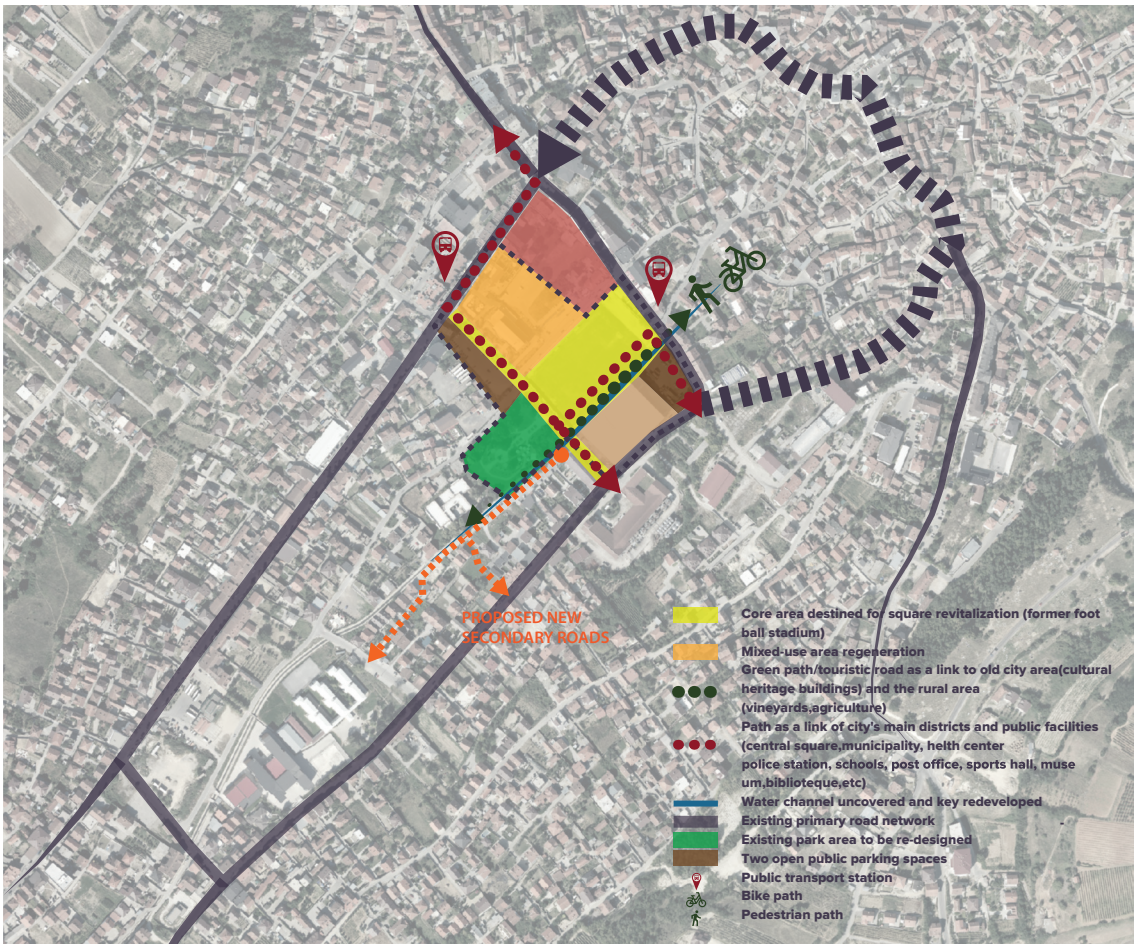 PROPOSED NEW
SECONDARY ROADS
Core area destined for square revitalization (former foot
ball stadium)
Mixed-use area regeneration
Green path/touristic road as a link to old city area(cultural
heritage buildings) and the rural area
(vineyards,agriculture)
Path as a link of city's main districts and public facilities
(central square,municipality, helth center
police station, schools, post office, sports hall, muse
um,biblioteque,etc)
Water channel uncovered and key redeveloped
Existing primary road network
Existing park area to be re-designed
Two open public parking spaces
Public transport station
Bike path
Pedestrian path